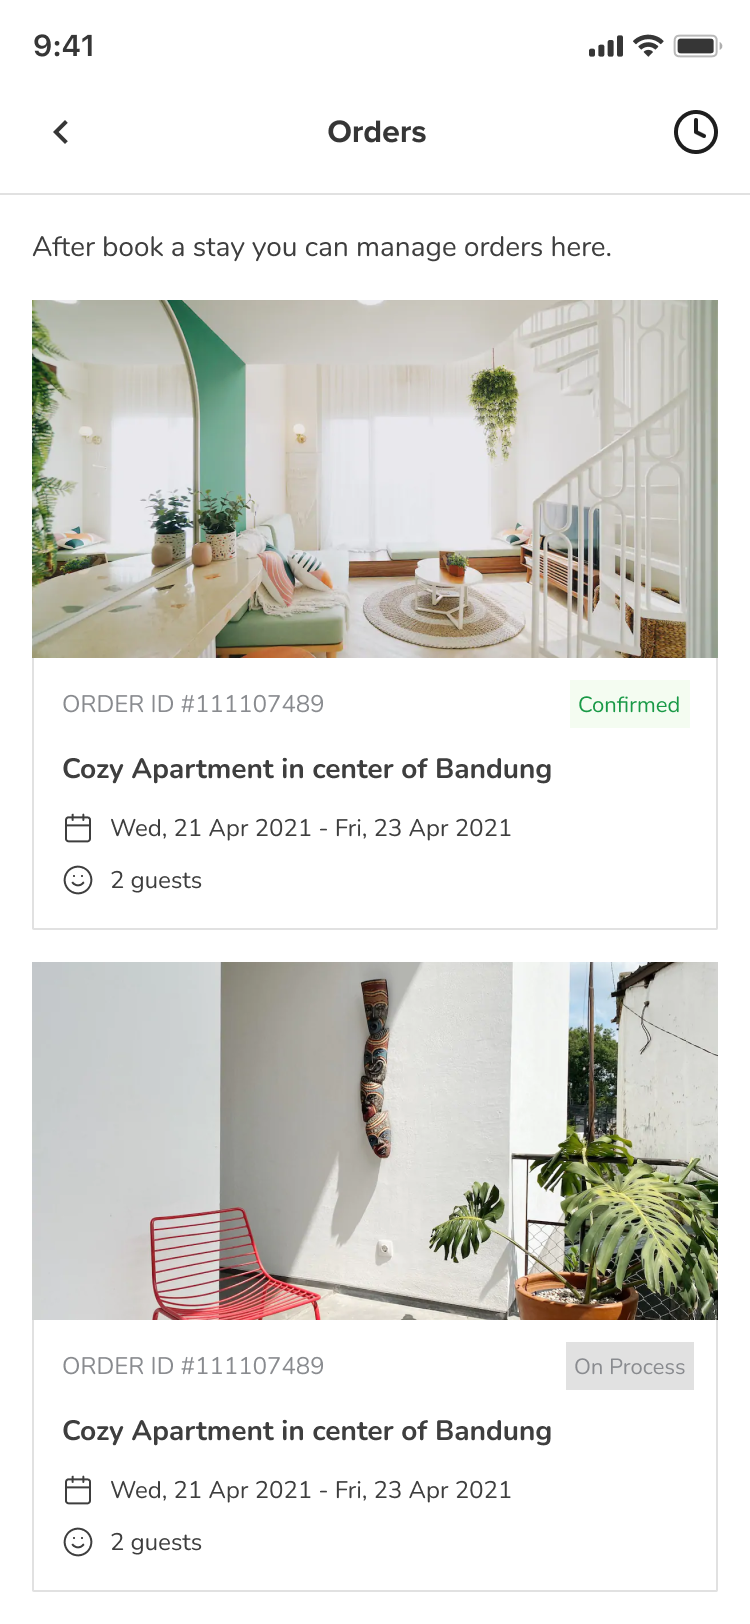 9:41
Orders
After book a stay you can manage orders here.
ORDER ID #111107489
Confirmed
Cozy Apartment in center of Bandung
Wed, 21 Apr 2021 - Fri, 23 Apr 2021
2 guests
ORDER ID #111107489
On Process
Cozy Apartment in center of Bandung
Wed, 21 Apr 2021 - Fri, 23 Apr 2021
2 guests